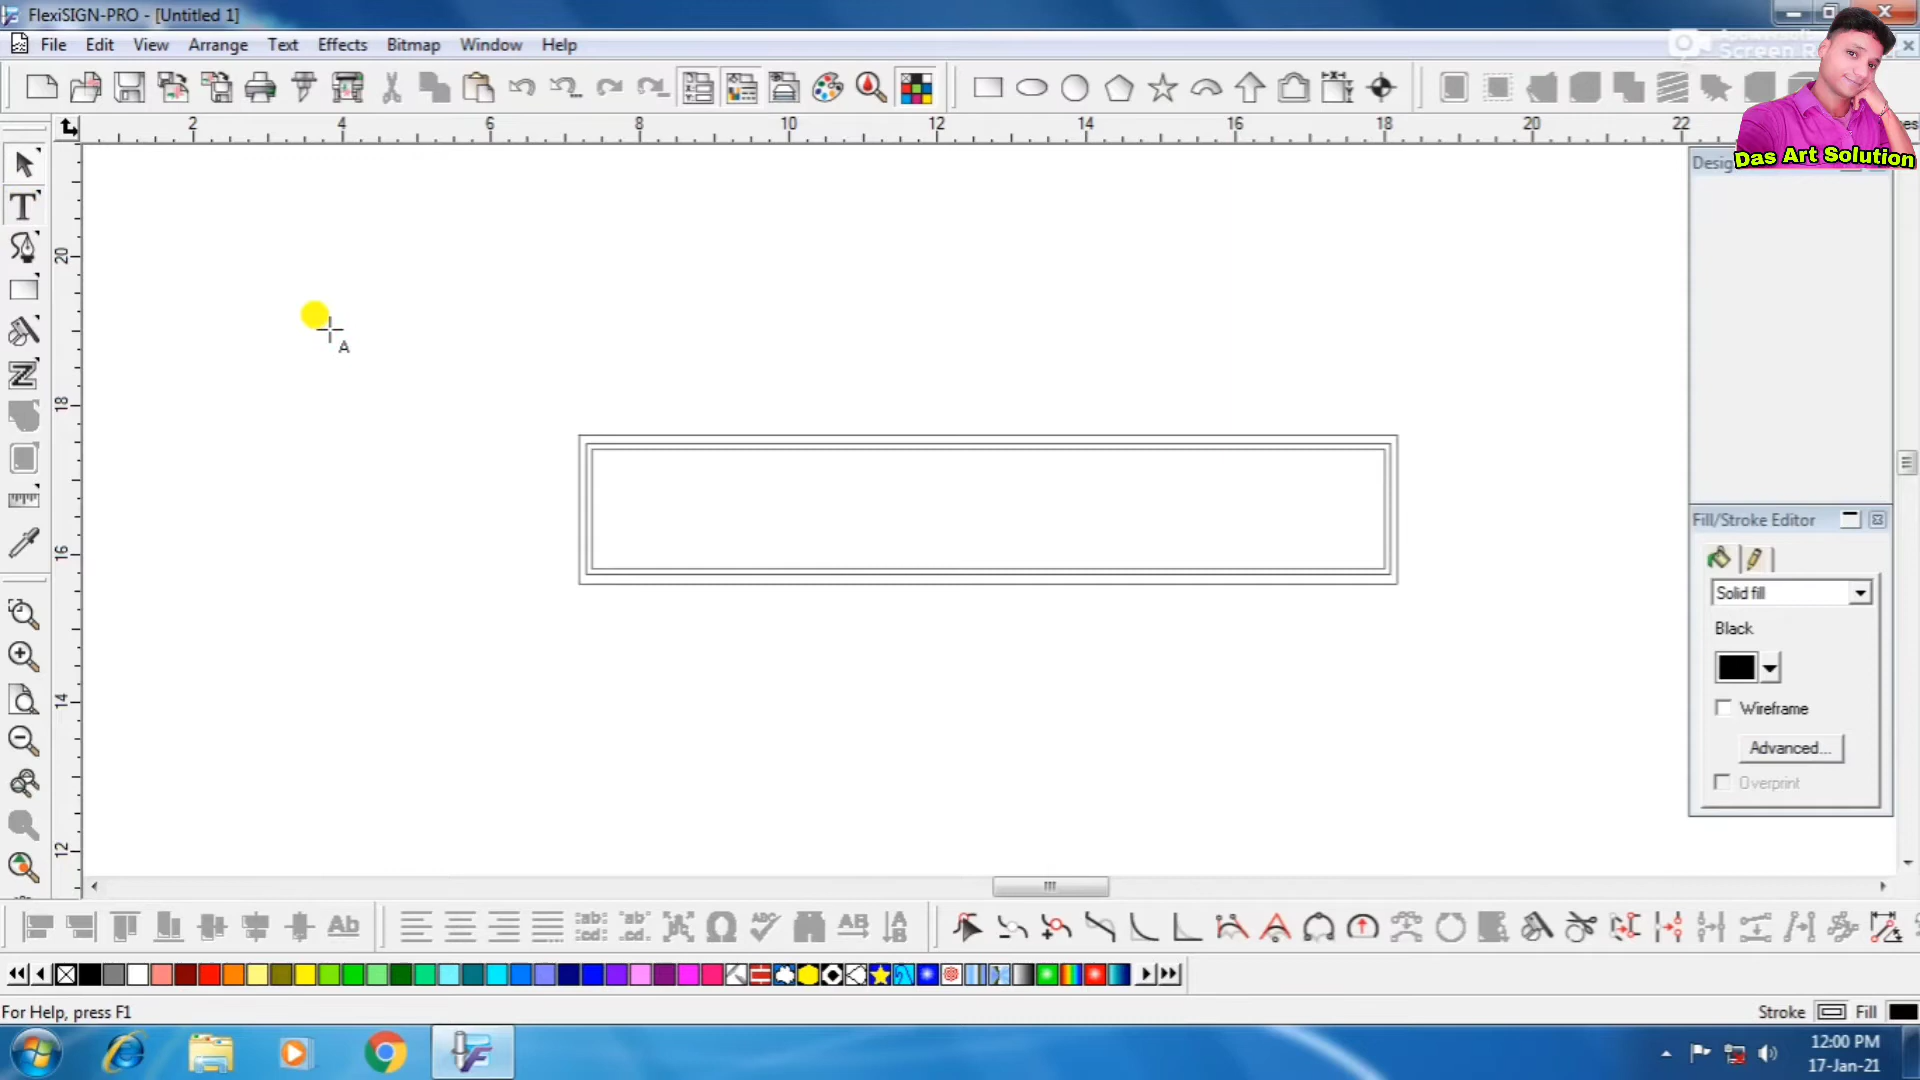 FlexiSIGN-PRO - [Untitled 1]
File Edit View Arrange Text Effects Bitmap Window Help
Screen
Das Art Solution
2 4 6 8 10 12 14 16 18 20 22
20
18
16
14
12
A
Fill/Stroke Editor
Solid fill
Black
Wireframe
Advanced...
Overprint
For Help, press F1
Stroke Fill
12:00 PM
17-Jan-21